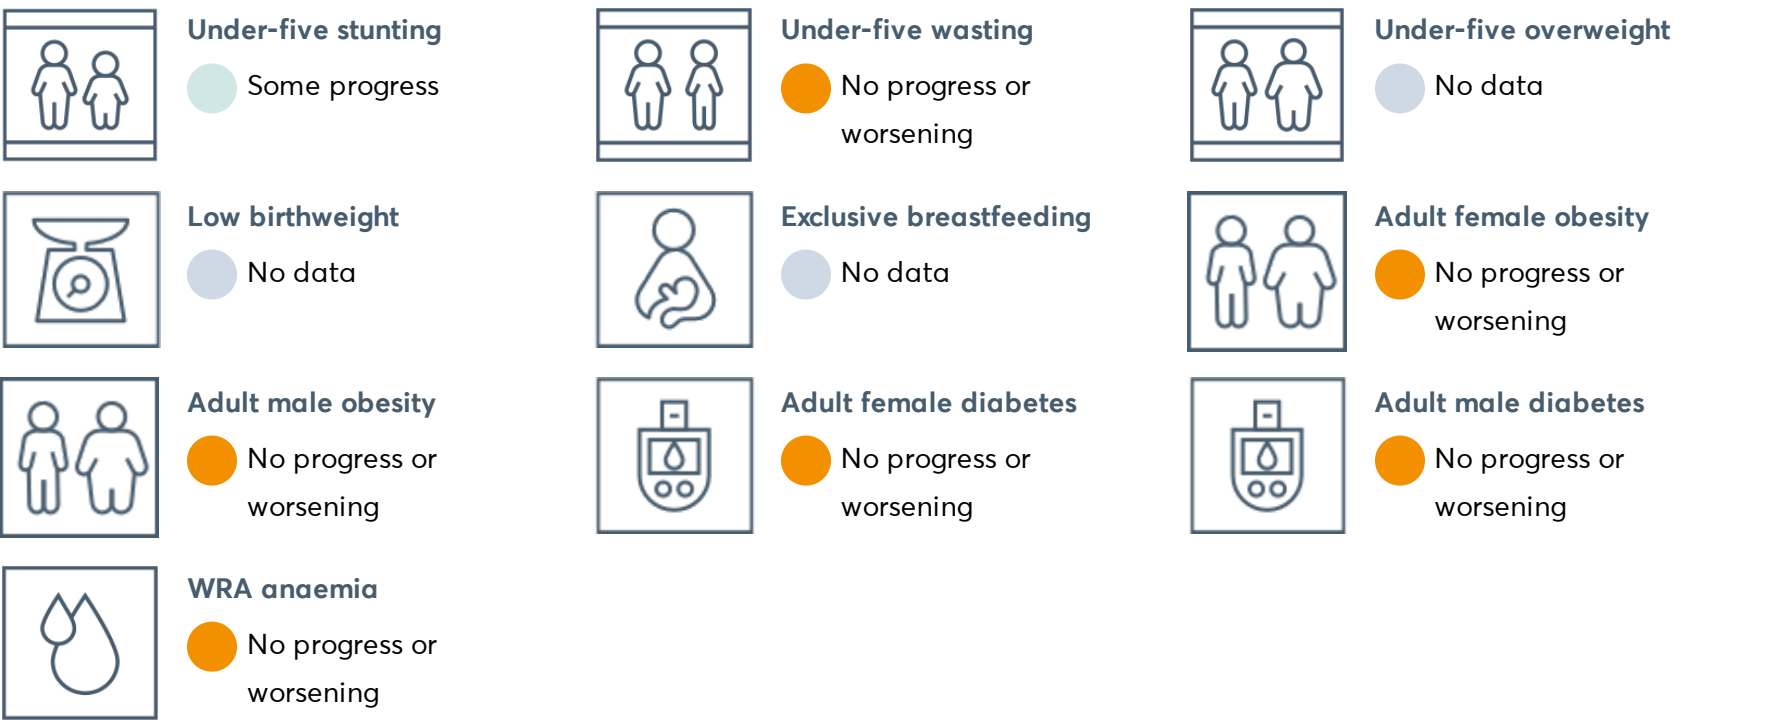 Under-five stunting
Some progress
Under-five wasting
No progress or
worsening
Under-five overweight
No data
Low birthweight
No data
Exclusive breastfeeding
No data
Adult female obesity
No progress or
worsening
Adult male obesity
No progress or
worsening
Adult female diabetes
No progress or
worsening
Adult male diabetes
No progress or
worsening
WRA anaemia
No progress or
worsening